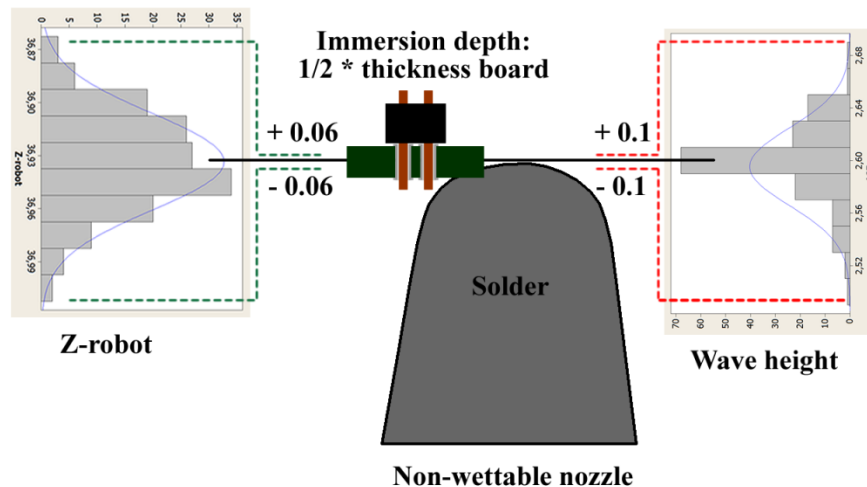 0 5 10 15 20 25 30 35
36,87
36,90
36,93
36,96
36,99
Z-robot
Z-robot
Immersion depth:
1/2 * thickness board
+ 0.06
- 0.06
+ 0.1
- 0.1
Solder
Non-wettable nozzle
2,68
2,64
2,60
2,56
2,52
70 60 50 40 30 20 10 0
Wave height